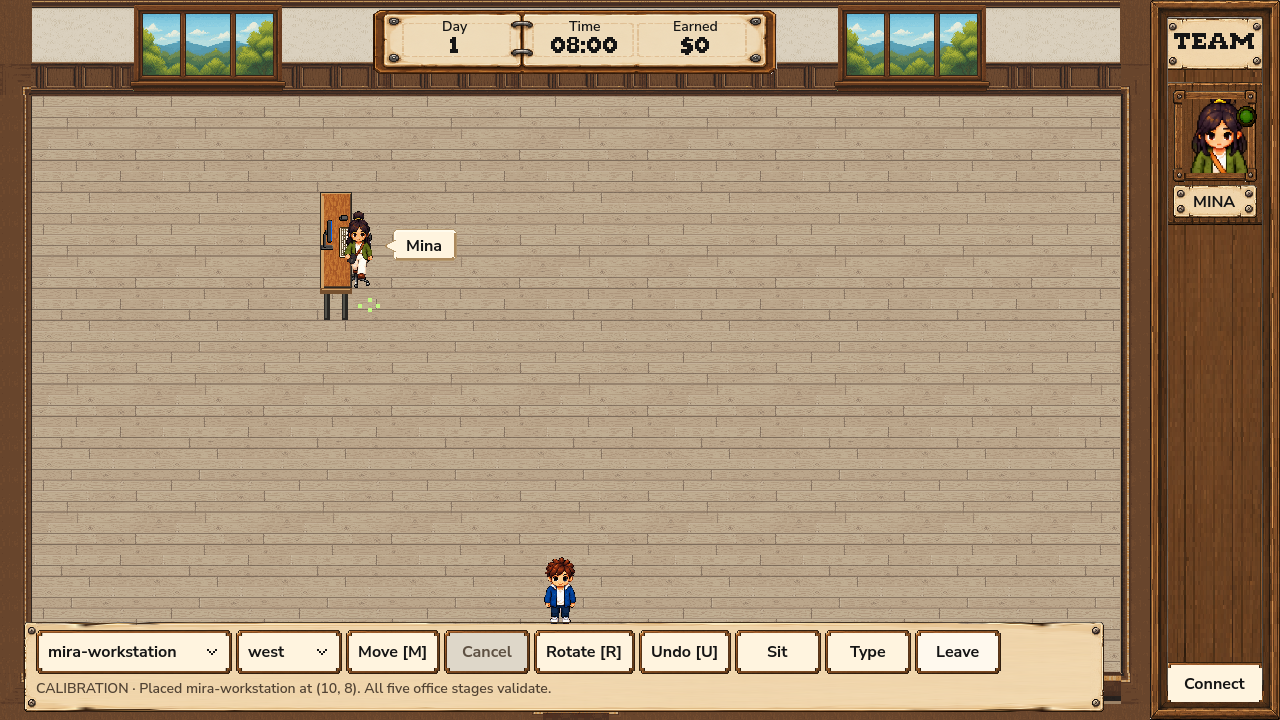 Day
1
Time
08:00
Earned
$0
TEAM
MINA
Mina
mira-workstation
west
Move [M]
Cancel
Rotate [R]
Undo [U]
Sit
Type
Leave
CALIBRATION · Placed mira-workstation at (10, 8). All five office stages validate.
Connect